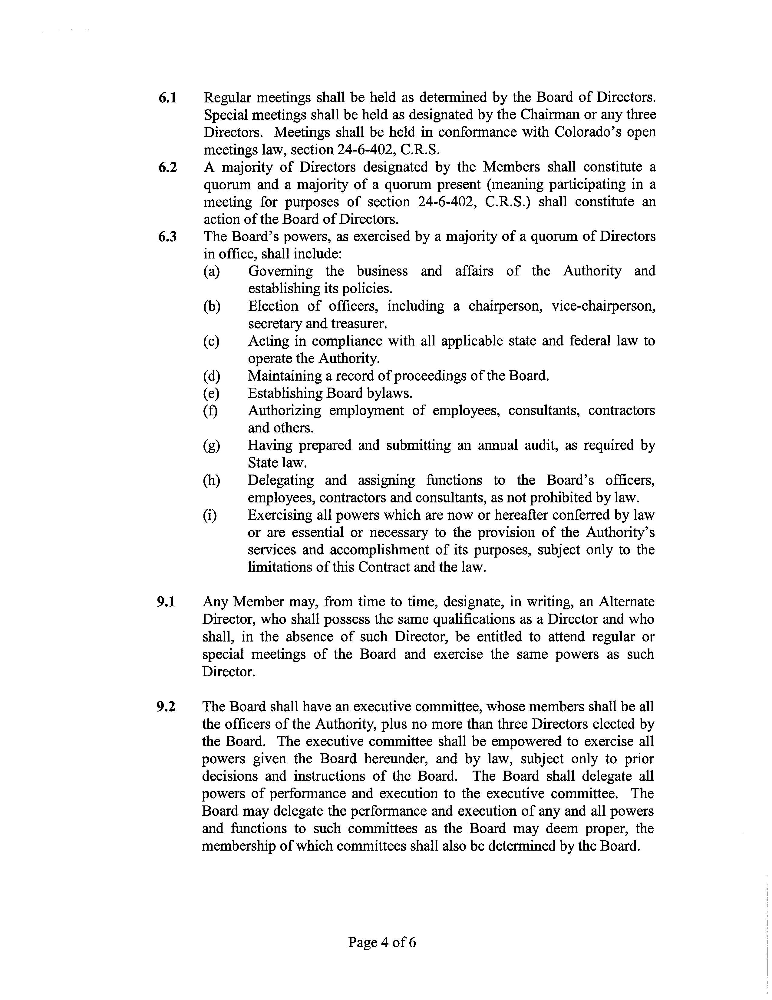 6.1 Regular meetings shall be held as determined by the Board of Directors.
Special meetings shall be held as designated by the Chairman or any three
Directors. Meetings shall be held in conformance with Colorado's open
meetings law, section 24-6-402, C.R.S.
6.2 A majority of Directors designated by the Members shall constitute a
quorum and a majority of a quorum present (meaning participating in a
meeting for purposes of section 24-6-402, C.R.S.) shall constitute an
action of the Board of Directors.
6.3 The Board's powers, as exercised by a majority of a quorum of Directors
in office, shall include:
(a) Governing the business and affairs of the Authority and
establishing its policies.
(b) Election of officers, including a chairperson, vice-chairperson,
secretary and treasurer.
(c) Acting in compliance with all applicable state and federal law to
operate the Authority.
(d) Maintaining a record of proceedings of the Board.
(e) Establishing Board bylaws.
(f) Authorizing employment of employees, consultants, contractors
and others.
(g) Having prepared and submitting an annual audit, as required by
State law.
(h) Delegating and assigning functions to the Board's officers,
employees, contractors and consultants, as not prohibited by law.
(i) Exercising all powers which are now or hereafter conferred by law
or are essential or necessary to the provision of the Authority's
services and accomplishment of its purposes, subject only to the
limitations of this Contract and the law.
9.1 Any Member may, from time to time, designate, in writing, an Alternate
Director, who shall possess the same qualifications as a Director and who
shall, in the absence of such Director, be entitled to attend regular or
special meetings of the Board and exercise the same powers as such
Director.
9.2 The Board shall have an executive committee, whose members shall be all
the officers of the Authority, plus no more than three Directors elected by
the Board. The executive committee shall be empowered to exercise all
powers given the Board hereunder, and by law, subject only to prior
decisions and instructions of the Board. The Board shall delegate all
powers of performance and execution to the executive committee. The
Board may delegate the performance and execution of any and all powers
and functions to such committees as the Board may deem proper, the
membership of which committees shall also be determined by the Board.
Page 4 of 6